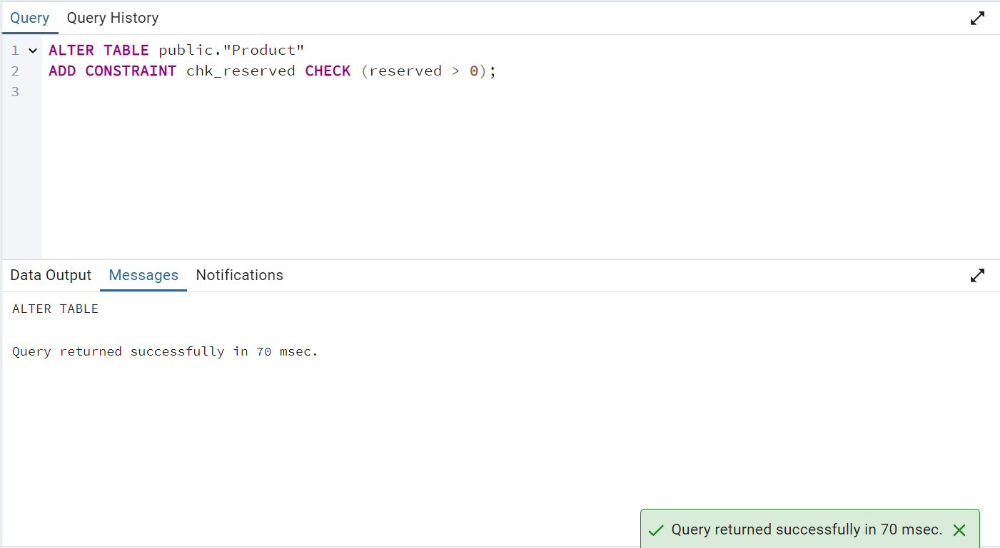 Query Query History
1 ALTER TABLE public."Product"
2 ADD CONSTRAINT chk_reserved CHECK (reserved > 0);
3
Data Output Messages Notifications
ALTER TABLE
Query returned successfully in 70 msec.
Query returned successfully in 70 msec.